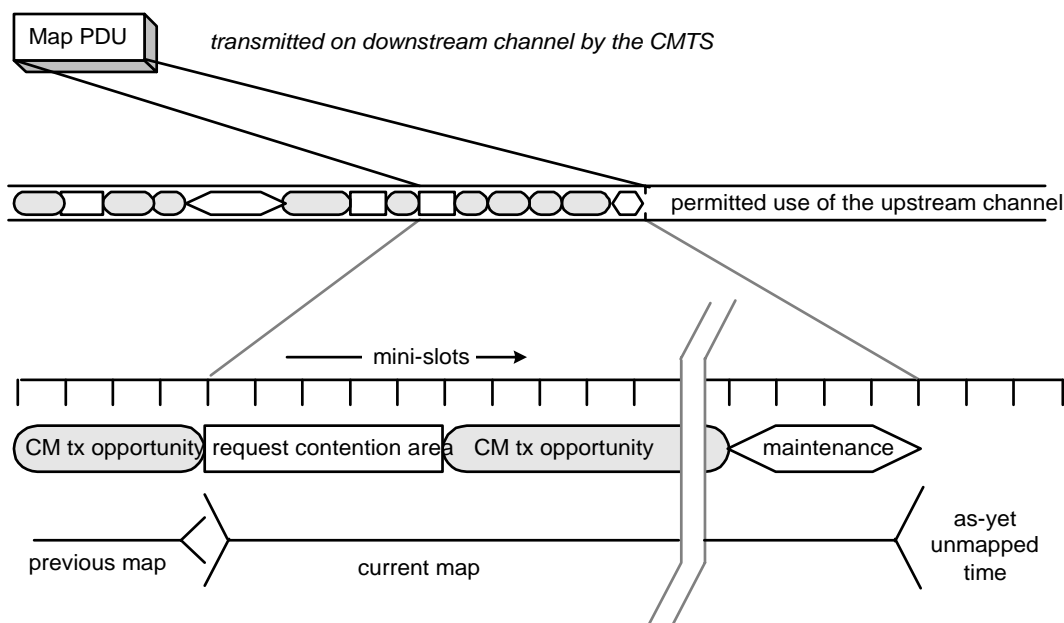 Map PDU
transmitted on downstream channel by the CMTS
permitted use of the upstream channel
mini-slots
CM tx opportunity
request contention area
CM tx opportunity
maintenance
previous map
current map
as-yet
unmapped
time